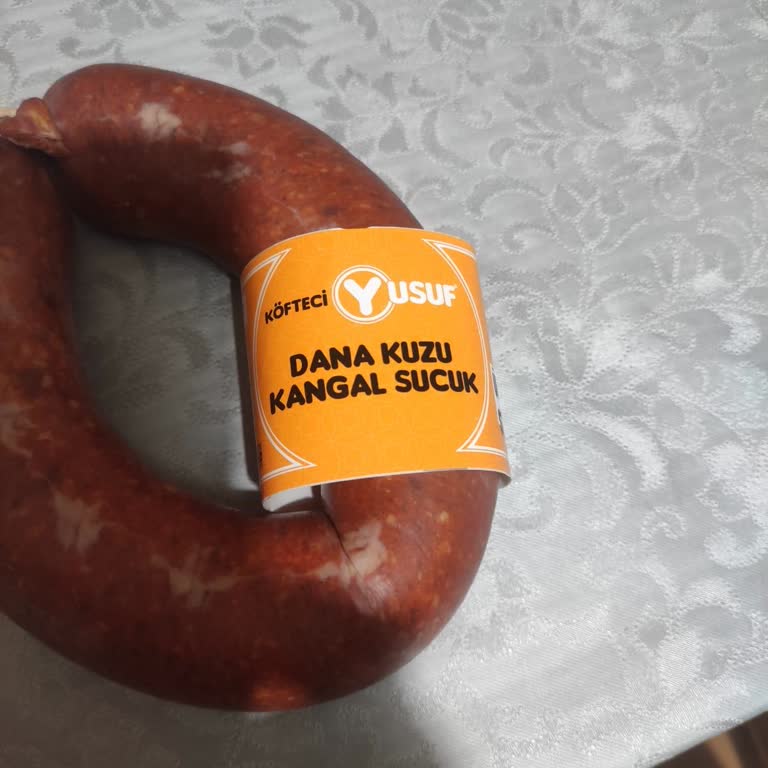 KÖFTECİ YUSUF
DANA KUZU
KANGAL SUCUK